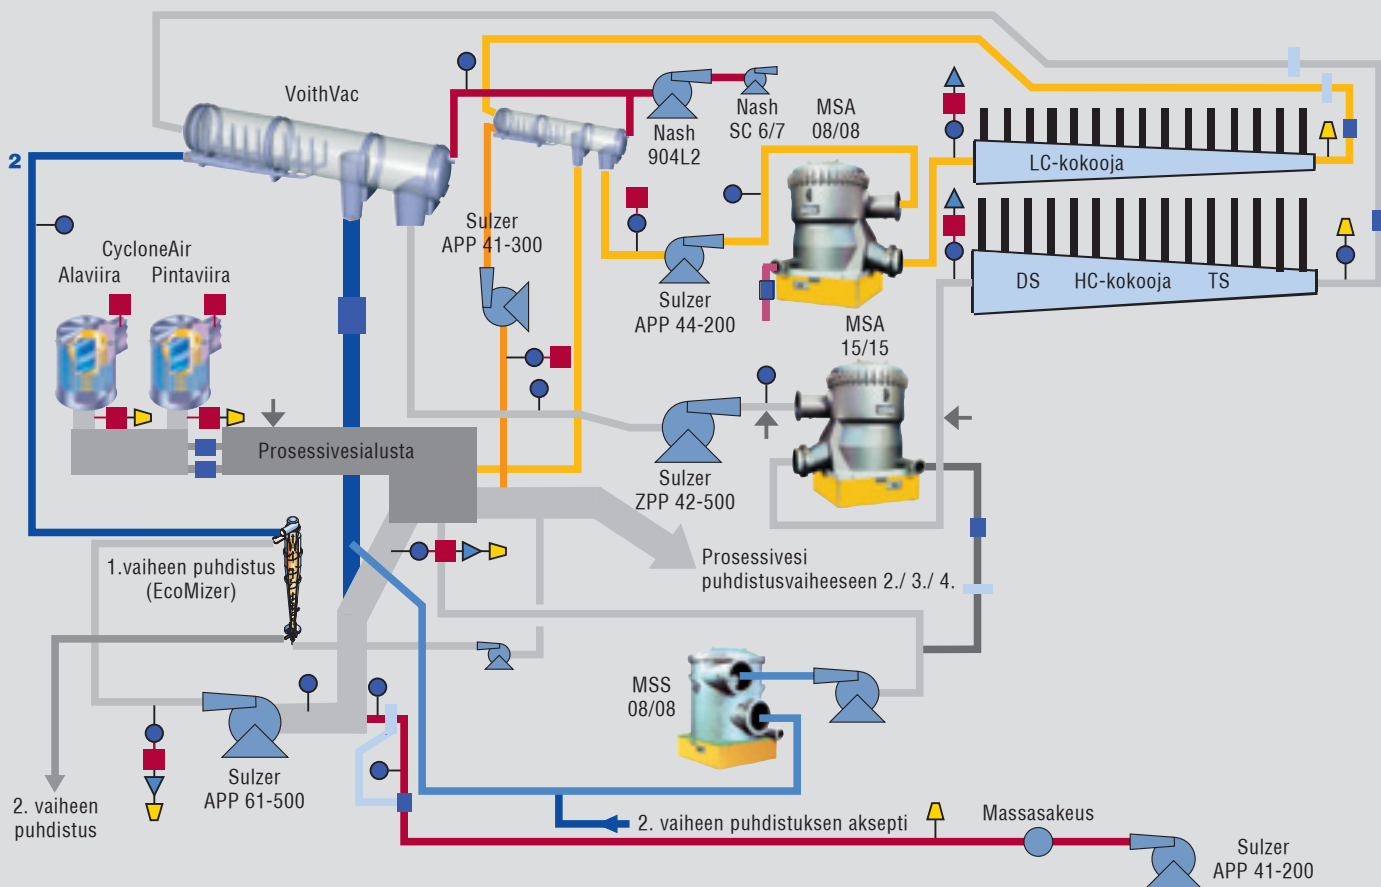 VoithVac
2
CycloneAir
Alaviira
Pintaviira
Sulzer
APP 41-300
Nash
904L2
Nash
SC 6/7
MSA
08/08
LC-kokooja
DS
HC-kokooja
TS
Sulzer
APP 44-200
MSA
15/15
Prosessivesialusta
Sulzer
ZPP 42-500
1.vaiheen puhdistus
(EcoMizer)
Prosessivesi
puhdistusvaiheeseen 2./ 3./ 4.
MSS
08/08
Sulzer
APP 61-500
2. vaiheen
puhdistus
2. vaiheen puhdistuksen aksepti
Massasakeus
Sulzer
APP 41-200